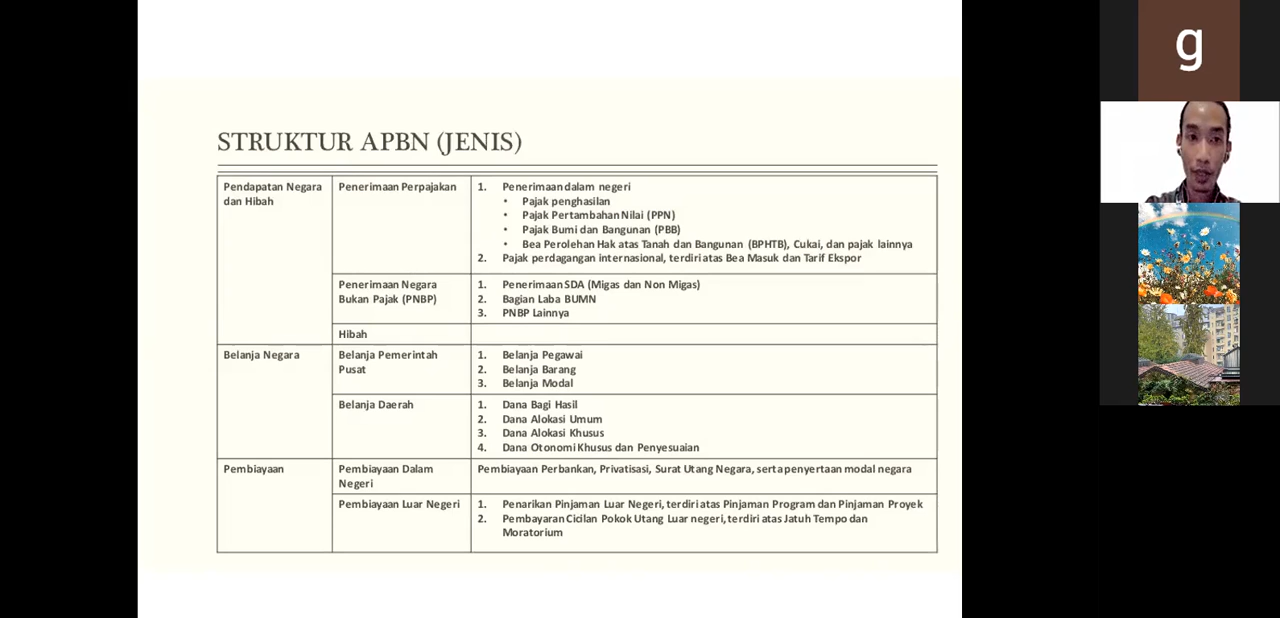 STRUKTUR APBN (JENIS)
Pendapatan Negara
dan Hibah
Penerimaan Perpajakan
1. Penerimaan dalam negeri
• Pajak penghasilan
• Pajak Pertambahan Nilai (PPN)
• Pajak Bumi dan Bangunan (PBB)
• Bea Perolehan Hak atas Tanah dan Bangunan (BPHTB), Cukai, dan pajak lainnya
2. Pajak perdagangan internasional, terdiri atas Bea Masuk dan Tarif Ekspor
Penerimaan Negara
Bukan Pajak (PNBP)
1. Penerimaan SDA (Migas dan Non Migas)
2. Bagian Laba BUMN
3. PNBP Lainnya
Hibah
Belanja Negara
Belanja Pemerintah
Pusat
1. Belanja Pegawai
2. Belanja Barang
3. Belanja Modal
Belanja Daerah
1. Dana Bagi Hasil
2. Dana Alokasi Umum
3. Dana Alokasi Khusus
4. Dana Otonomi Khusus dan Penyesuaian
Pembiayaan
Pembiayaan Dalam
Negeri
Pembiayaan Perbankan, Privatisasi, Surat Utang Negara, serta penyertaan modal negara
Pembiayaan Luar Negeri
1. Penarikan Pinjaman Luar Negeri, terdiri atas Pinjaman Program dan Pinjaman Proyek
2. Pembayaran Cicilan Pokok Utang Luar negeri, terdiri atas Jatuh Tempo dan
Moratorium
g